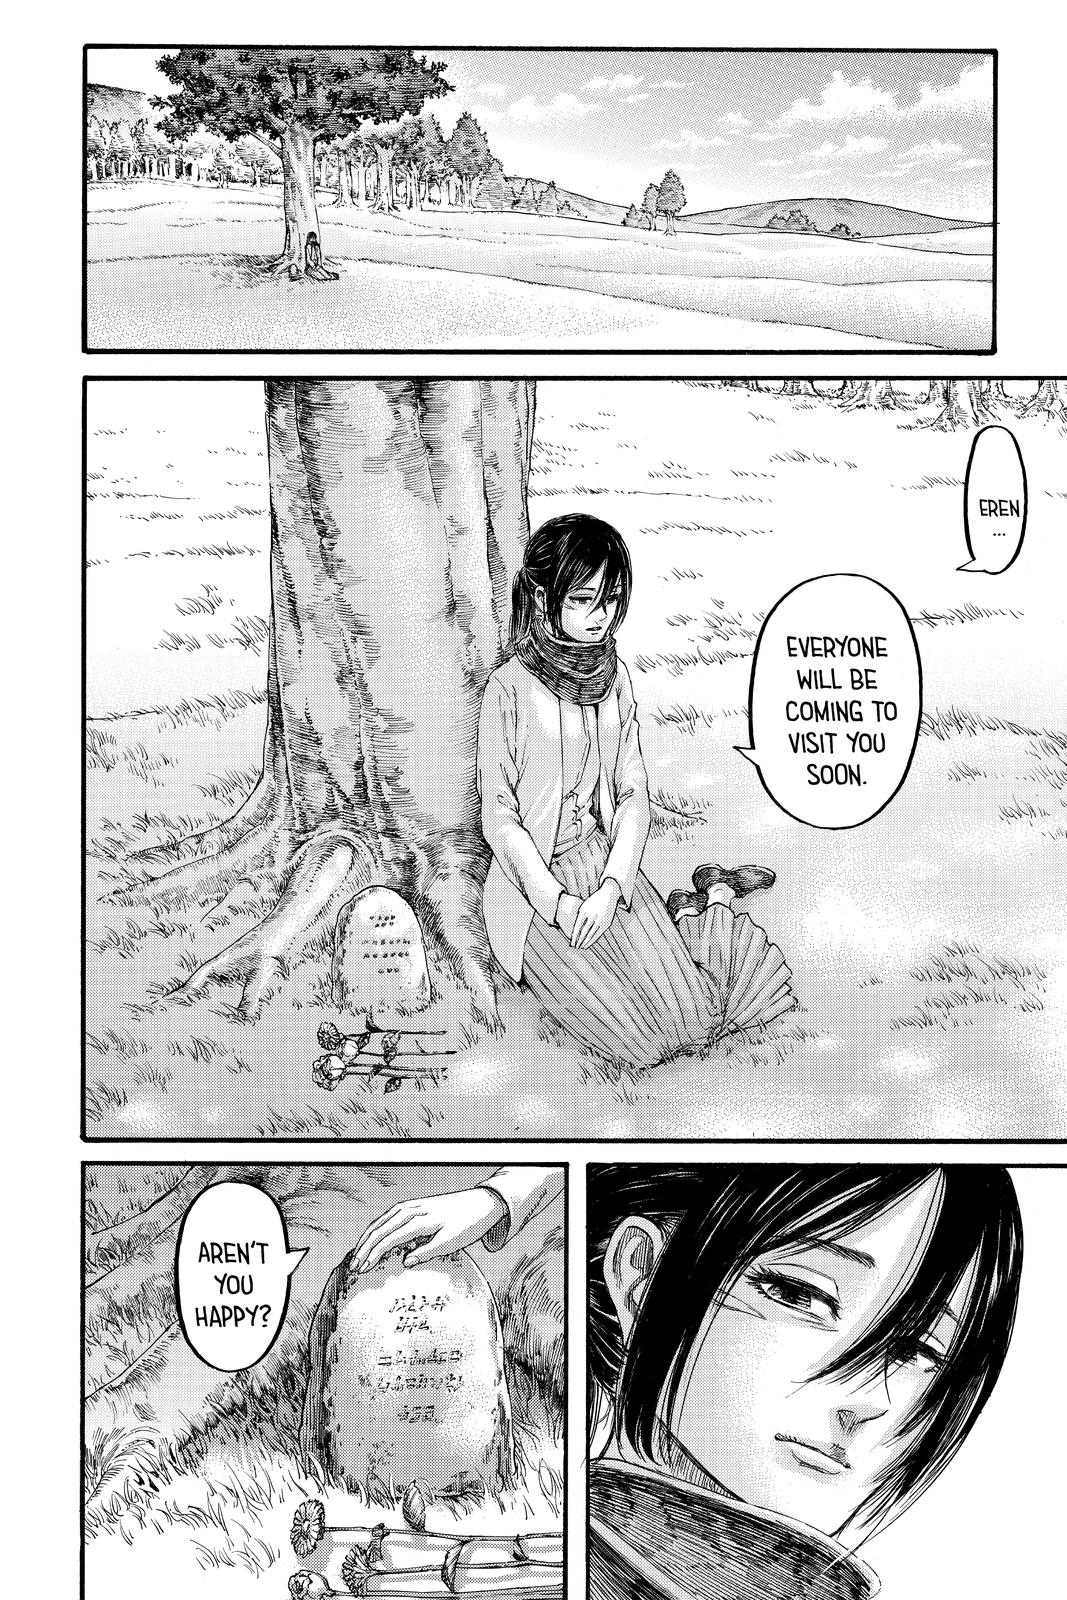 EREN
...
EVERYONE
WILL BE
COMING TO
VISIT YOU
SOON.
AREN'T
YOU
HAPPY?